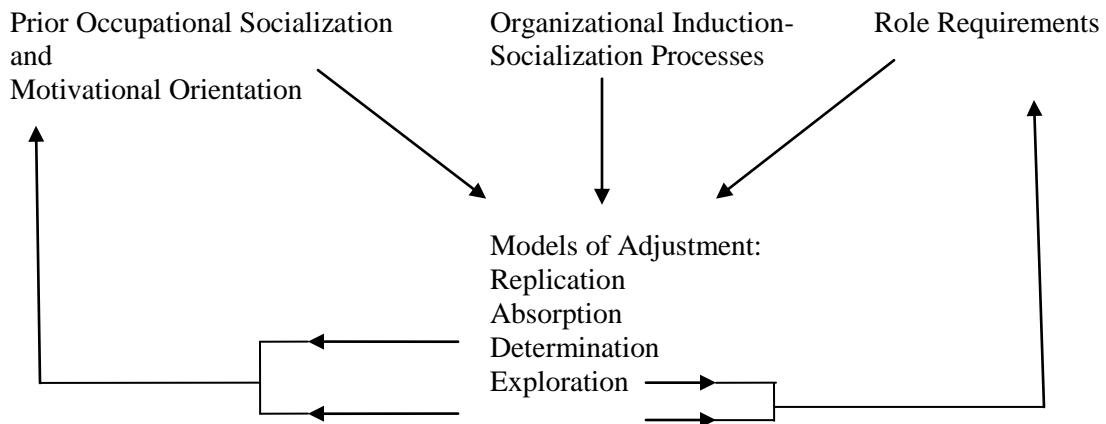 Prior Occupational Socialization
and
Motivational Orientation
Organizational Induction-
Socialization Processes
Role Requirements
Models of Adjustment:
Replication
Absorption
Determination
Exploration